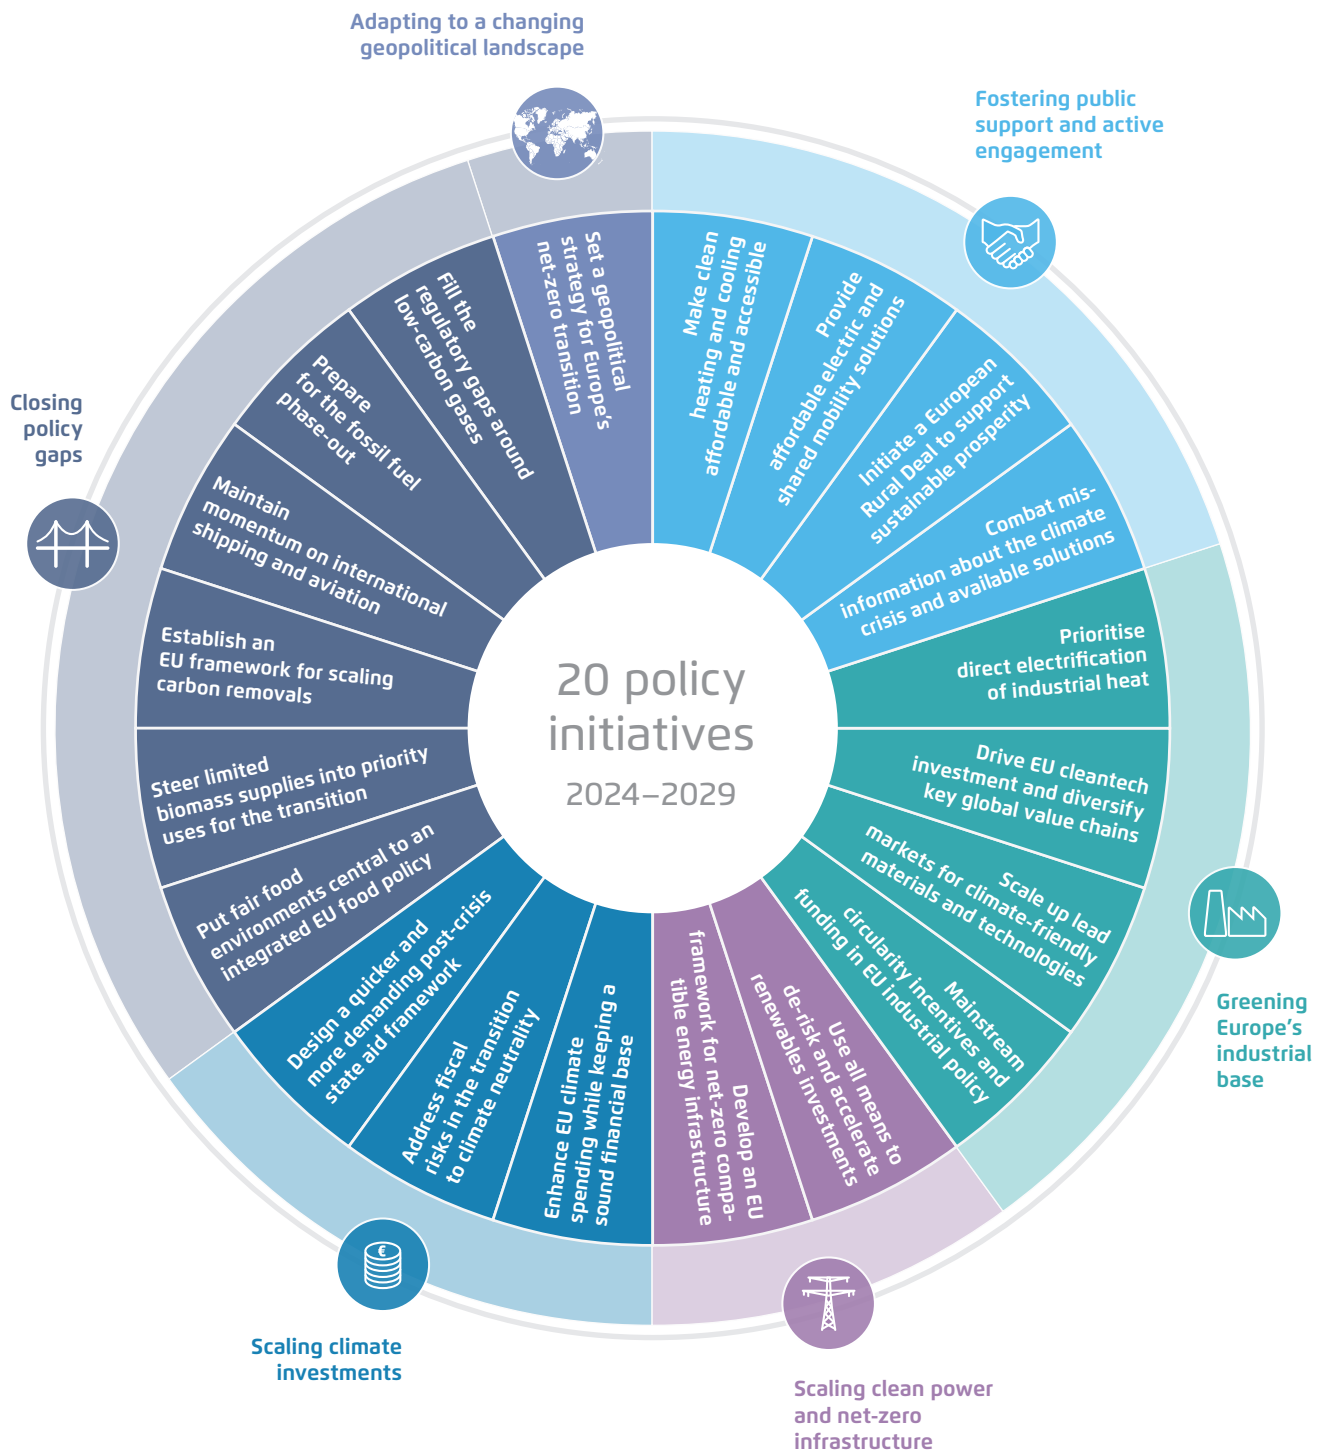 Adapting to a changing
geopolitical landscape
Fostering public
support and active
engagement
Make clean
heating and cooling
affordable and accessible
Provide
affordable electric and
shared mobility solutions
Initiate a European
Rural Deal to support
sustainable prosperity
Combat mis-
information about the climate
crisis and available solutions
Prioritise
direct electrification
of industrial heat
Drive EU cleantech
investment and diversify
key global value chains
Scale up lead
markets for climate-friendly
materials and technologies
Mainstream
circularity incentives and
funding in EU industrial policy
Greening
Europe’s
industrial
base
Use all means to
de-risk and accelerate
renewables investments
Develop an EU
framework for net-zero compa-
tible energy infrastructure
Scaling clean power
and net-zero
infrastructure
Enhance EU climate
spending while keeping a
sound financial base
Address fiscal
risks in the transition
to climate neutrality
Design a quicker and
more demanding post-crisis
state aid framework
Scaling climate
investments
€
Put fair food
environments central to an
integrated EU food policy
Steer limited
biomass supplies into priority
uses for the transition
Establish an
EU framework for scaling
carbon removals
Maintain
momentum on international
shipping and aviation
Prepare
for the fossil fuel
phase-out
Fill the
regulatory gaps around
low-carbon gases
Closing
policy
gaps
Set a geopolitical
strategy for Europe’s
net-zero transition
20 policy
initiatives
2024–2029